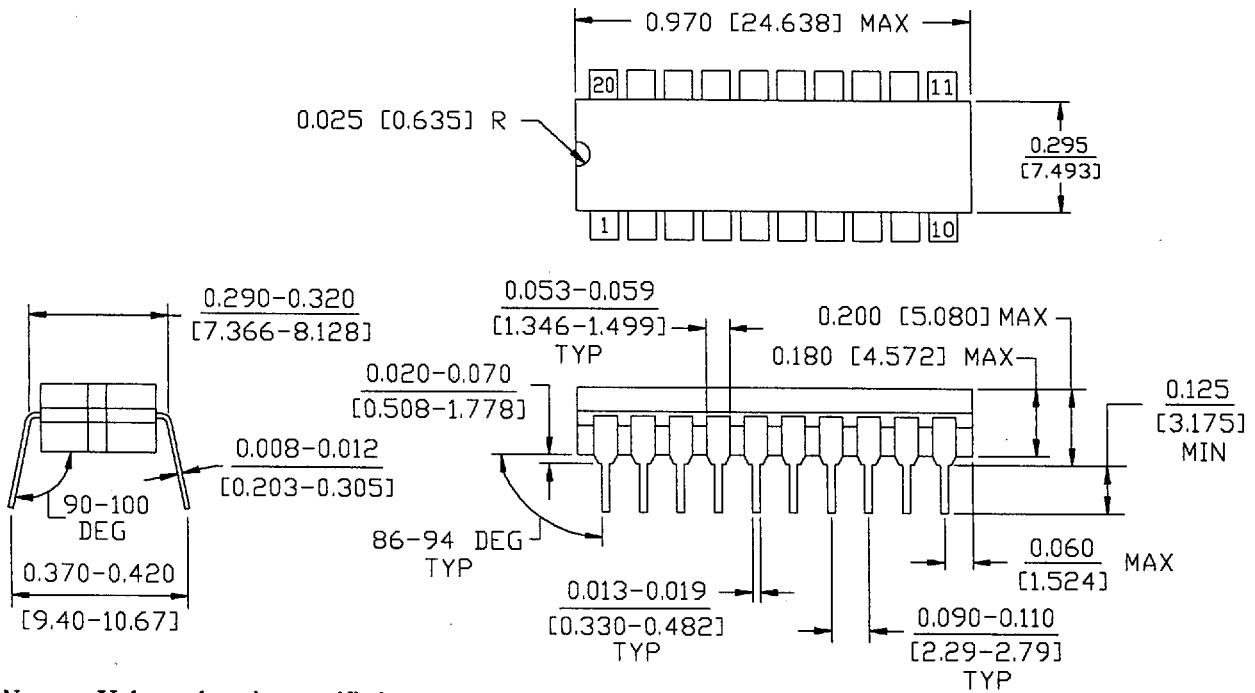 0.970 [24.638] MAX
20
11
0.025 [0.635] R
0.295
[7.493]
1
10
0.290-0.320
[7.366-8.128]
0.053-0.059
[1.346-1.499]
TYP
0.200 [5.080] MAX
0.180 [4.572] MAX
0.020-0.070
[0.508-1.778]
0.125
[3.175]
MIN
0.008-0.012
[0.203-0.305]
90-100
DEG
86-94 DEG
TYP
0.060
[1.524]
MAX
0.370-0.420
[9.40-10.67]
0.013-0.019
[0.330-0.482]
TYP
0.090-0.110
[2.29-2.79]
TYP